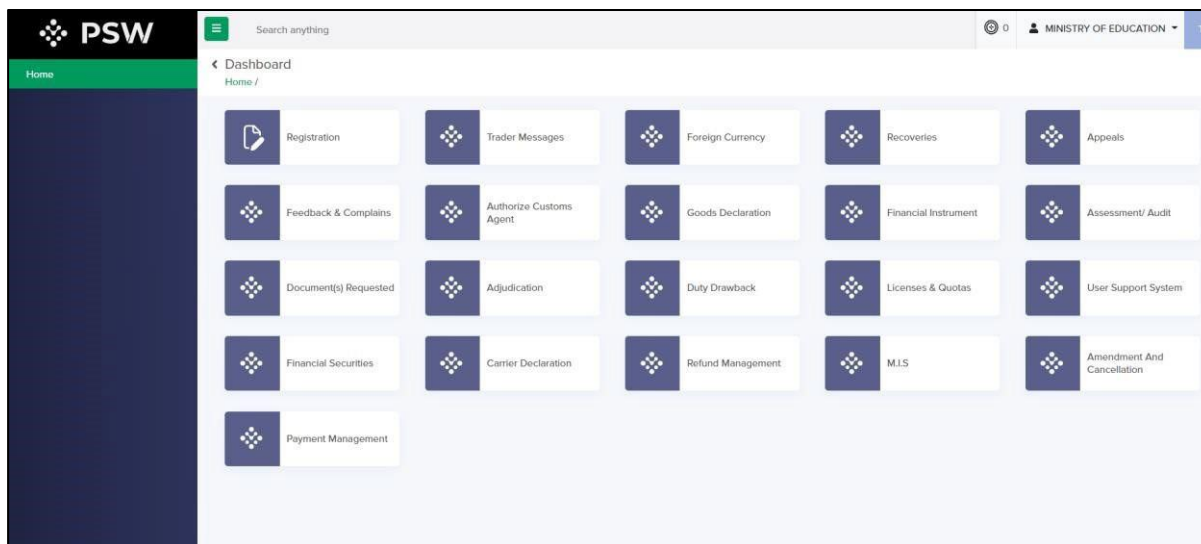 PSW
Search anything
0
MINISTRY OF EDUCATION
Home
Dashboard
Home /
Registration
Trader Messages
Foreign Currency
Recoveries
Appeals
Feedback & Complains
Authorize Customs
Agent
Goods Declaration
Financial Instrument
Assessment/ Audit
Document(s) Requested
Adjudication
Duty Drawback
Licenses & Quotas
User Support System
Financial Securities
Carrier Declaration
Refund Management
M.I.S
Amendment And
Cancellation
Payment Management